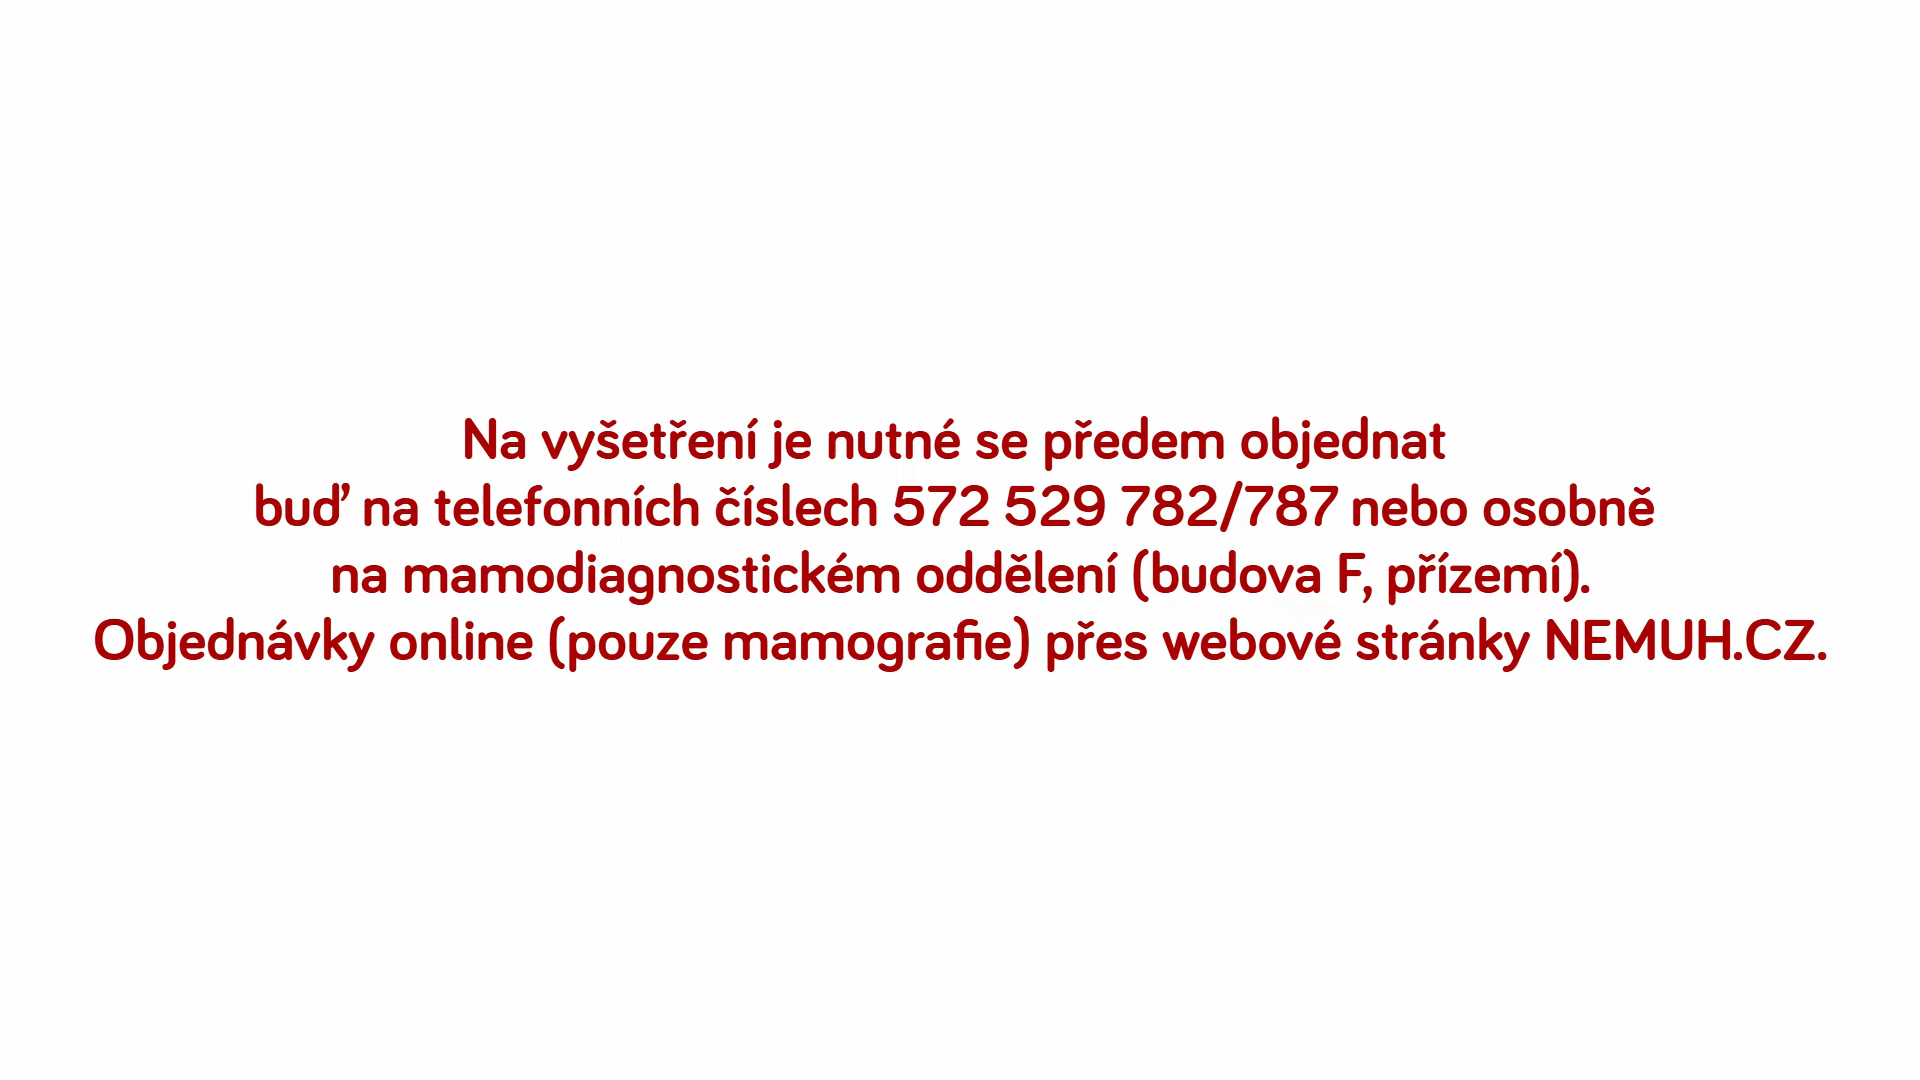 Na vyšetření je nutné se předem objednat
buď na telefonních číslech 572 529 782/787 nebo osobně
na mamodiagnostickém oddělení (budova F, přízemí).
Objednávky online (pouze mamografie) přes webové stránky NEMUH.CZ.